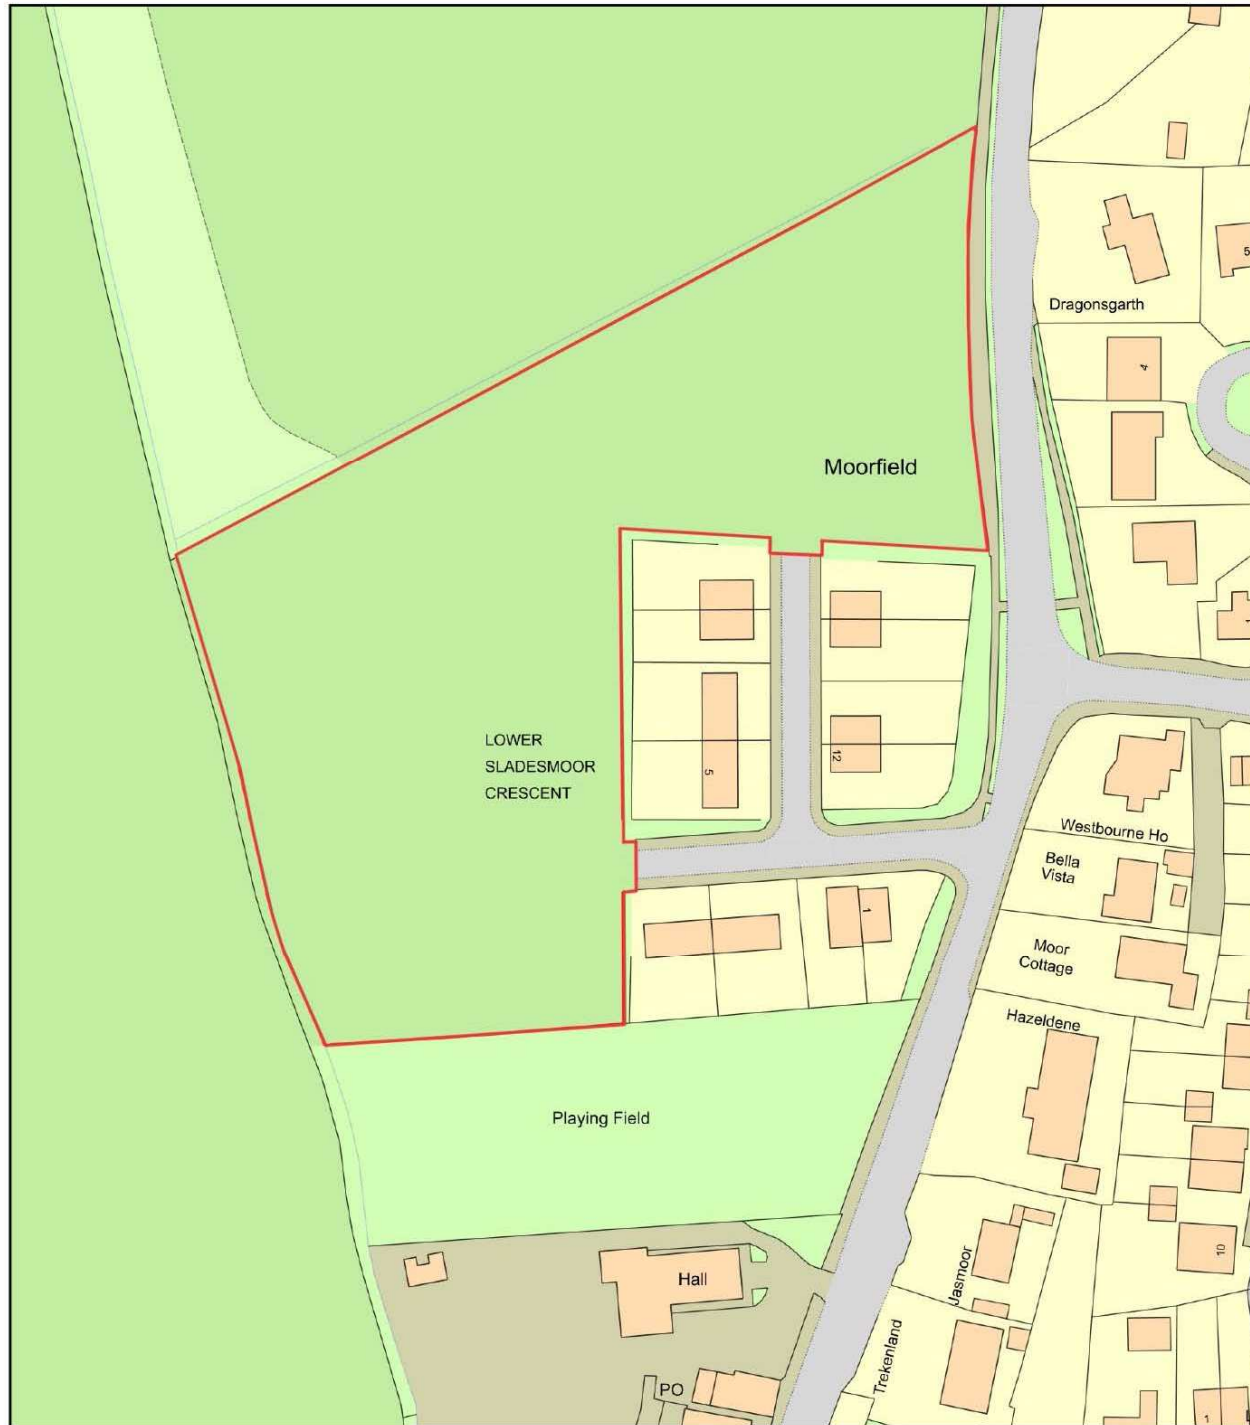 5
Dragonsgarth
4
Moorfield
1
LOWER
SLADESMOOR
CRESCENT
5
12
Westbourne Ho
Bella
Vista
1
Moor
Cottage
Hazeldene
Playing Field
10
Hall
Jasmoor
Trekenland
PO
1